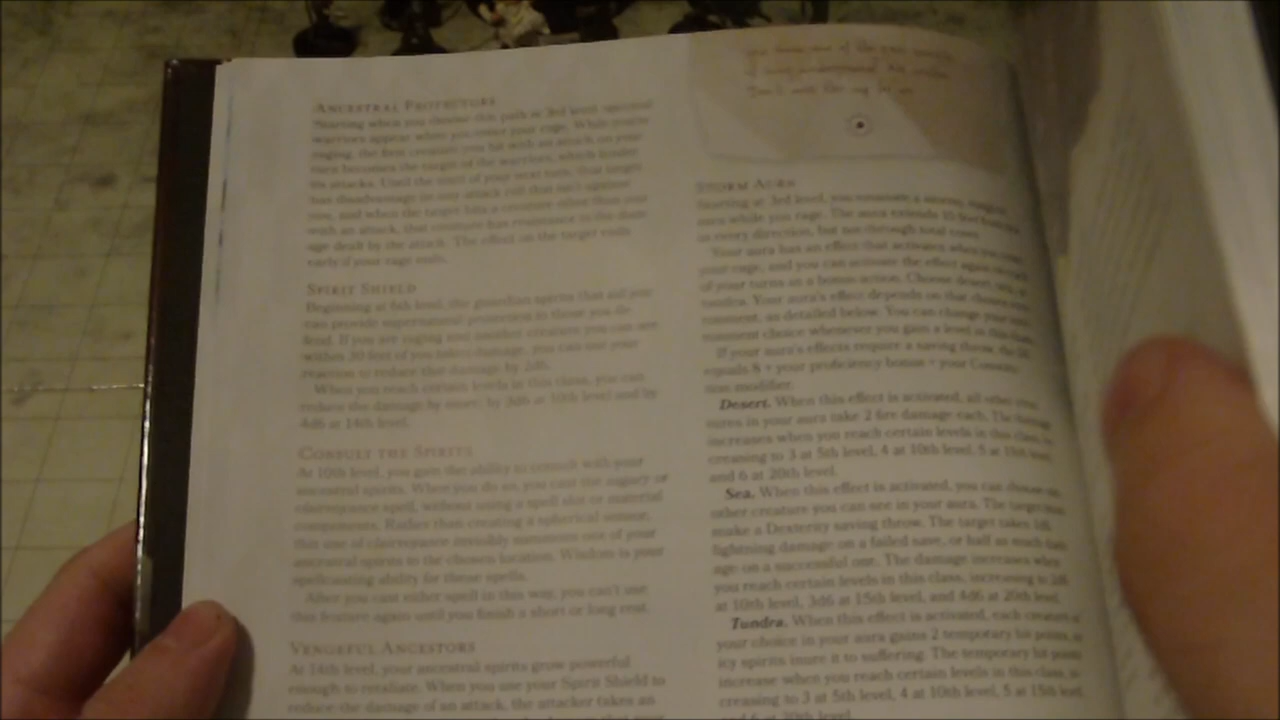 ANCESTRAL PROTECTORS
Starting when you choose this path at 3rd level, spectral
warriors appear when you enter your rage. While you're
raging, the first creature you hit with an attack on your
turn becomes the target of the warriors, which hinder
its attacks. Until the start of your next turn, that target
has disadvantage on any attack roll that isn't against
you, and when the target hits a creature other than you
with an attack, that creature has resistance to the dam-
age dealt by the attack. The effect on the target ends
early if your rage ends.
SPIRIT SHIELD
Beginning at 6th level, the guardian spirits that aid you
can provide supernatural protection to those you de-
fend. If you are raging and another creature you can see
within 30 feet of you takes damage, you can use your
reaction to reduce that damage by 2d6.
When you reach certain levels in this class, you can
reduce the damage by more: by 3d6 at 10th level and by
4d6 at 14th level.
CONSULT THE SPIRITS
At 10th level, you gain the ability to consult with your
ancestral spirits. When you do so, you cast the augury or
clairvoyance spell, without using a spell slot or material
components. Rather than creating a spherical sensor,
this use of clairvoyance invisibly summons one of your
ancestral spirits to the chosen location. Wisdom is your
spellcasting ability for these spells.
After you cast either spell in this way, you can't use
this feature again until you finish a short or long rest.
VENGEFUL ANCESTORS
At 14th level, your ancestral spirits grow powerful
enough to retaliate. When you use your Spirit Shield to
reduce the damage of an attack, the attacker takes an
STORM AURA
Starting at 3rd level, you emanate a stormy, magical
aura while you rage. The aura extends 10 feet from you
in every direction, but not through total cover.
Your aura has an effect that activates when you enter
your rage, and you can activate the effect again on each
of your turns as a bonus action. Choose desert, sea, or
tundra. Your aura's effect depends on that chosen
as detailed below. You can change your
choice whenever you gain a level in this class.
If your aura's effects require a saving throw, the DC
equals 8 + your proficiency bonus + your Constitu-
tion modifier.
Desert. When this effect is activated, all other crea-
tures in your aura take 2 fire damage each. The damage
increases when you reach certain levels in this class, in-
creasing to 3 at 5th level, 4 at 10th level, 5 at 15th level,
and 6 at 20th level.
Sea. When this effect is activated, you can choose one
other creature you can see in your aura. The target must
make a Dexterity saving throw. The target takes 1d6
lightning damage on a failed save, or half as much dam-
age on a successful one. The damage increases when
you reach certain levels in this class, increasing to 2d6
at 10th level, 3d6 at 15th level, and 4d6 at 20th level.
Tundra. When this effect is activated, each creature of
your choice in your aura gains 2 temporary hit points, as
icy spirits inure it to suffering. The temporary hit points
increase when you reach certain levels in this class, in-
creasing to 3 at 5th level, 4 at 10th level, 5 at 15th level,
and 6 at 20th level.